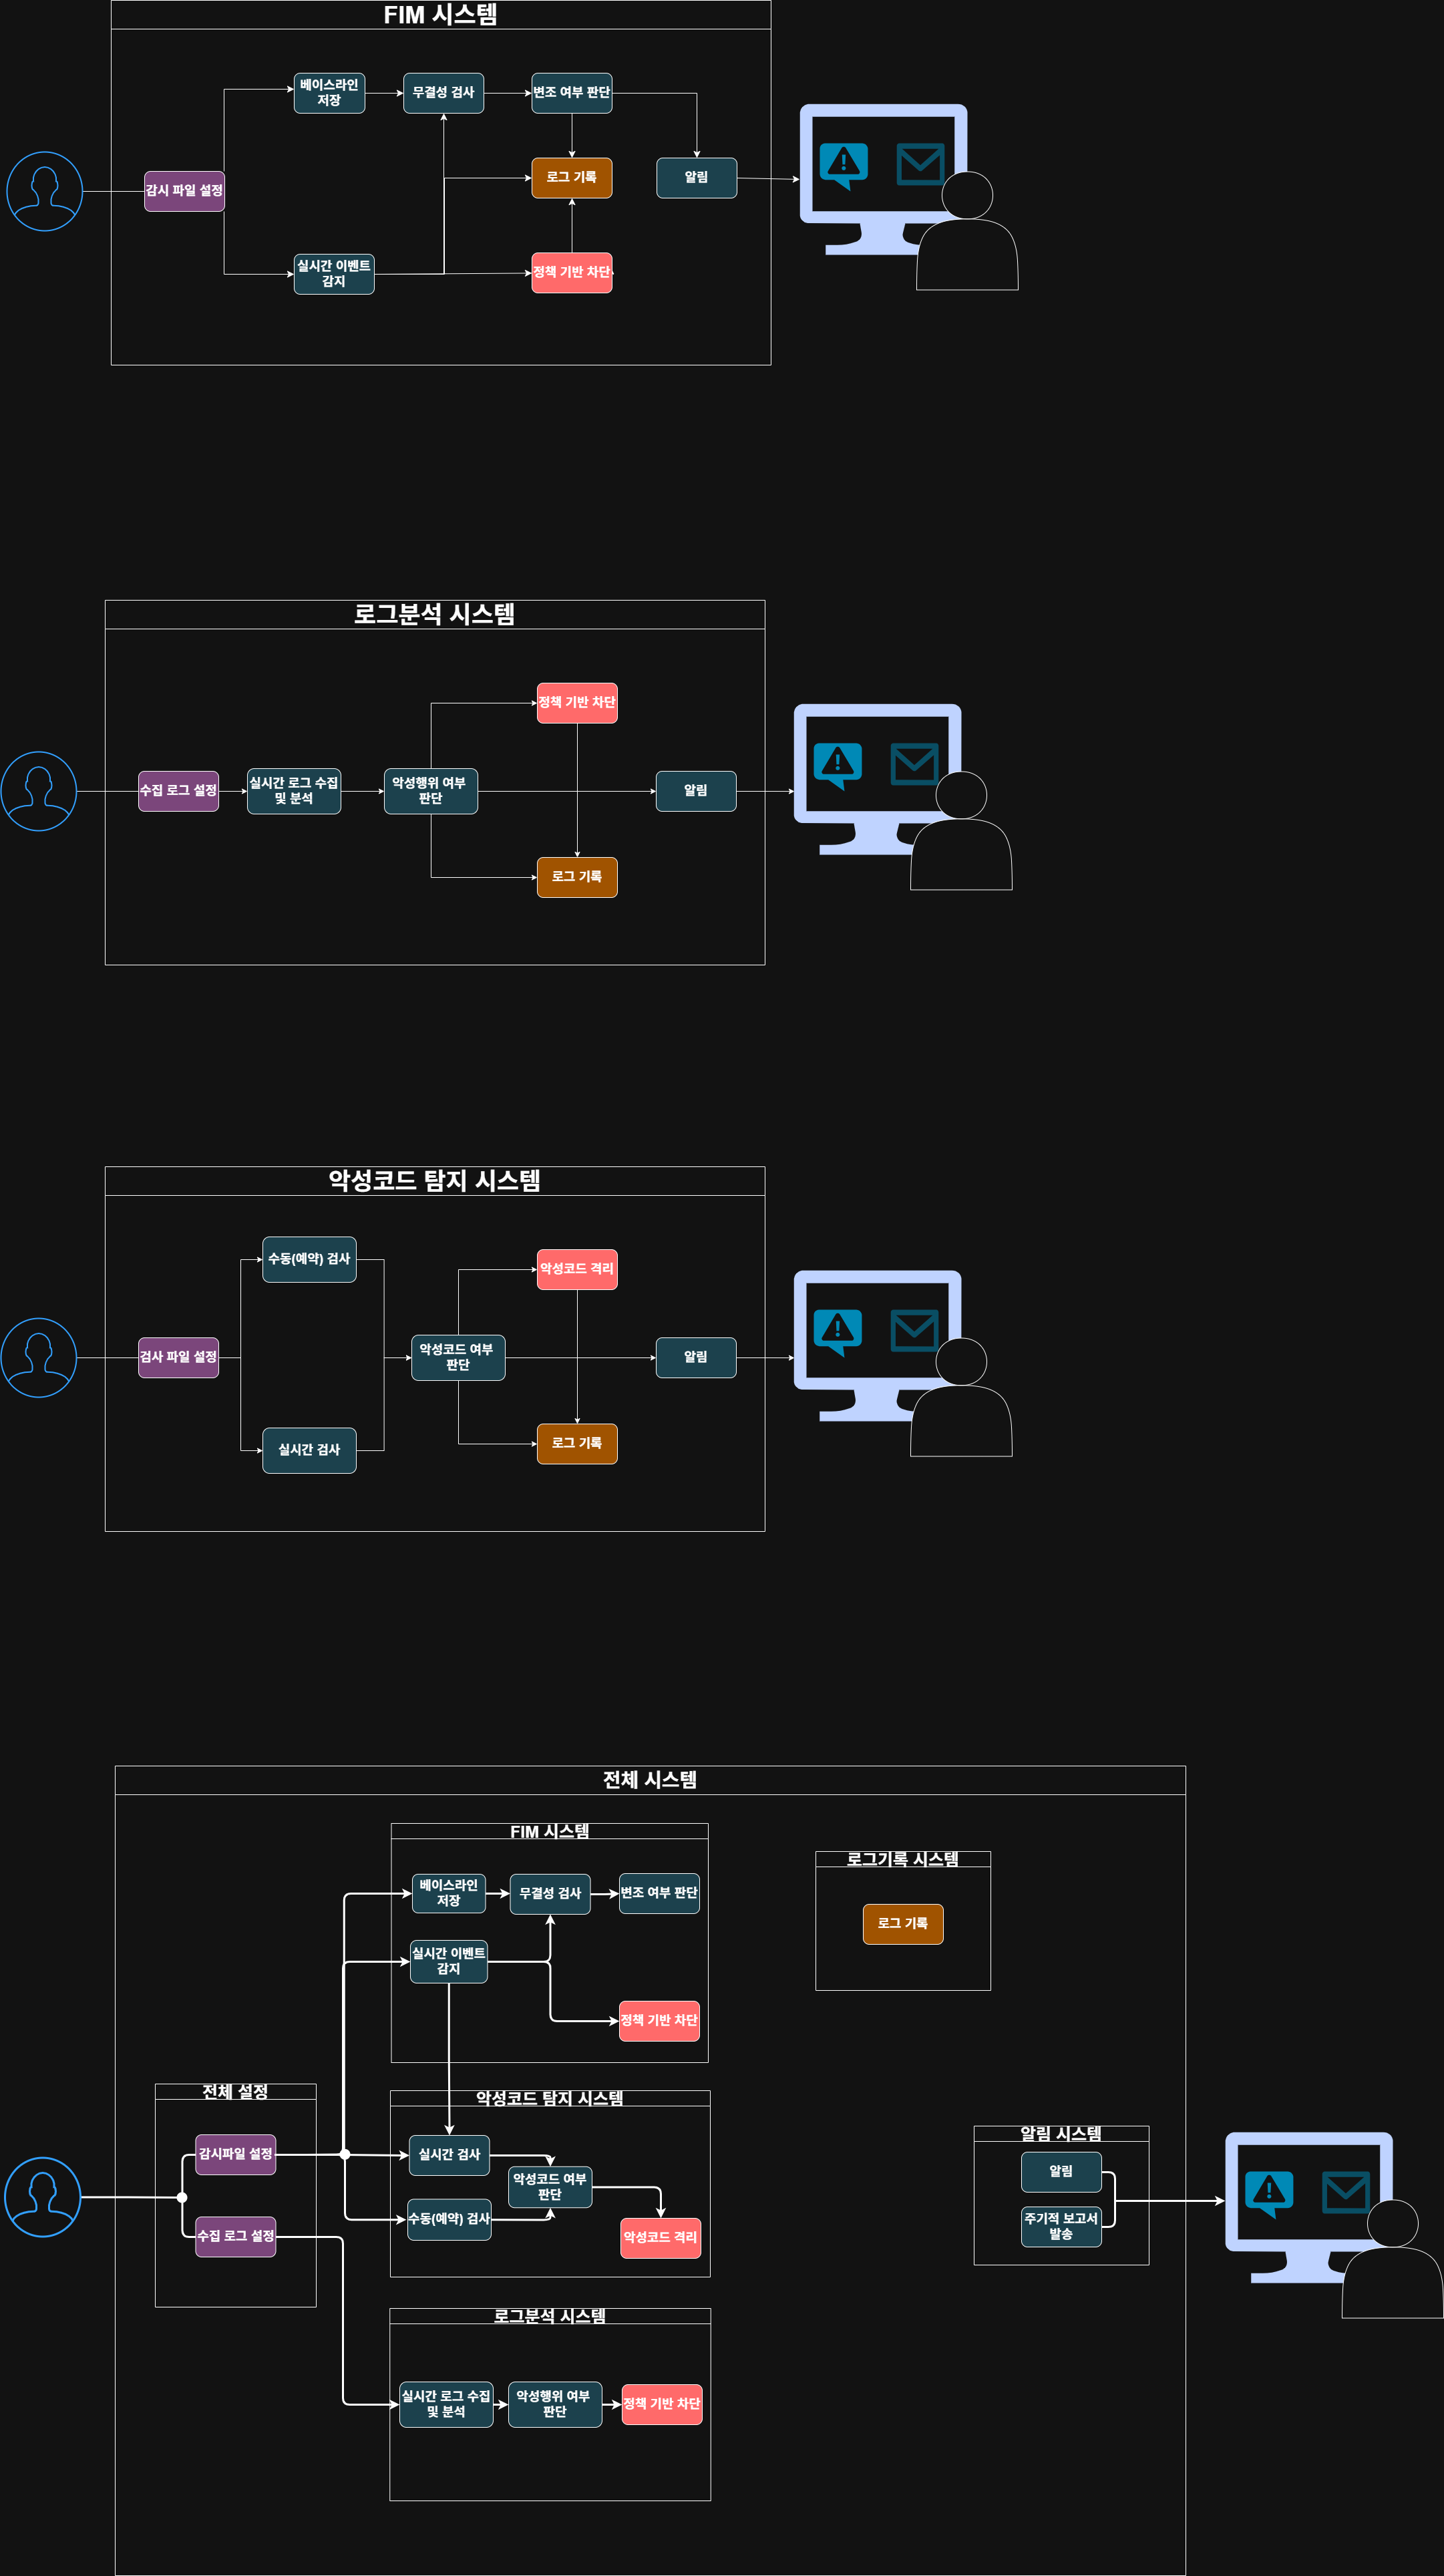 FIM 시스템
베이스라인
저장
무결성 검사
변조 여부 판단
감시 파일 설정
로그 기록
알림
실시간 이벤트
감지
정책 기반 차단
로그분석 시스템
정책 기반 차단
수집 로그 설정
실시간 로그 수집
및 분석
악성행위 여부
판단
알림
로그 기록
악성코드 탐지 시스템
수동(예약) 검사
악성코드 격리
검사 파일 설정
악성코드 여부
판단
알림
실시간 검사
로그 기록
전체 시스템
FIM 시스템
베이스라인
저장
무결성 검사
변조 여부 판단
실시간 이벤트
감지
정책 기반 차단
로그기록 시스템
로그 기록
전체 설정
감시파일 설정
수집 로그 설정
악성코드 탐지 시스템
실시간 검사
악성코드 여부
판단
수동(예약) 검사
악성코드 격리
알림 시스템
알림
주기적 보고서
발송
로그분석 시스템
실시간 로그 수집
및 분석
악성행위 여부
판단
정책 기반 차단